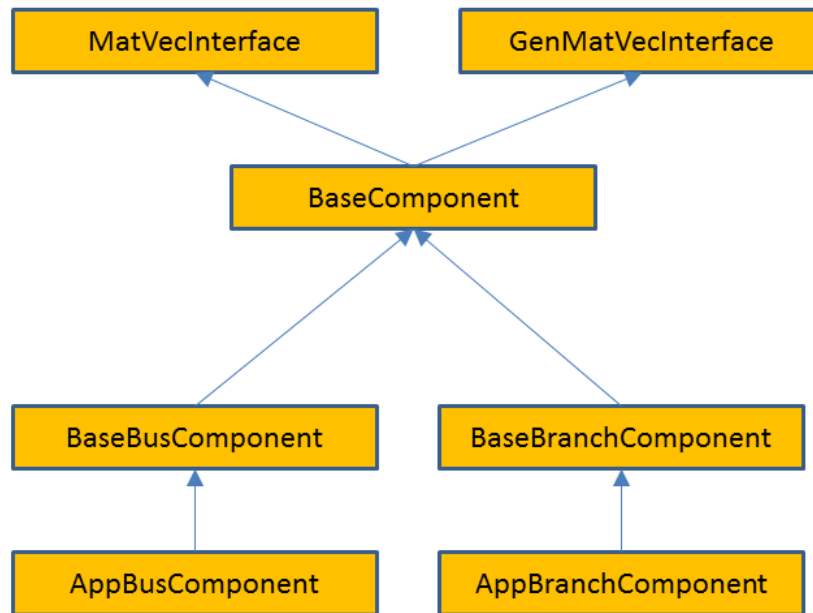 MatVecInterface
GenMatVecInterface
BaseComponent
BaseBusComponent
BaseBranchComponent
AppBusComponent
AppBranchComponent